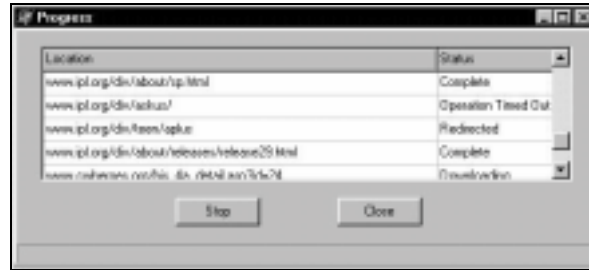 Progress
Location Status
www.ipl.org/div/about/sp.html Complete
www.ipl.org/div/askus/ Operation Timed Out
www.ipl.org/div/teen/aplus Redirected
www.ipl.org/div/about/releases/release29.html Complete
Downloading
Stop Close